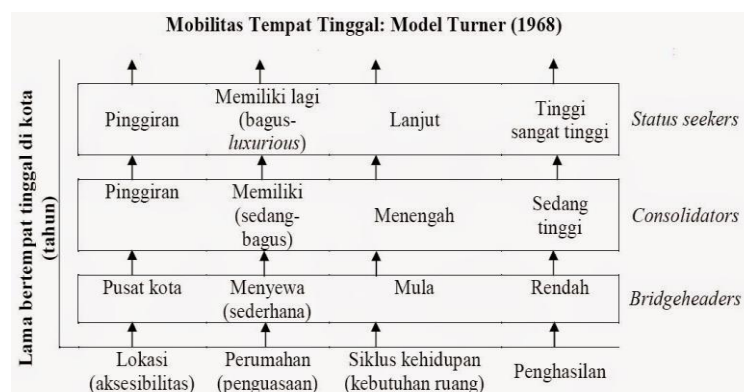 Mobilitas Tempat Tinggal: Model Turner (1968)
Lama bertempat tinggal di kota
(tahun)
Pinggiran
Memiliki lagi
(bagus-
luxurious)
Lanjut
Tinggi
sangat tinggi
Status seekers
Pinggiran
Memiliki
(sedang-
bagus)
Menengah
Sedang
tinggi
Consolidators
Pusat kota
Menyewa
(sederhana)
Mula
Rendah
Bridgeheaders
Lokasi
(aksesibilitas)
Perumahan
(penguasaan)
Siklus kehidupan
(kebutuhan ruang)
Penghasilan